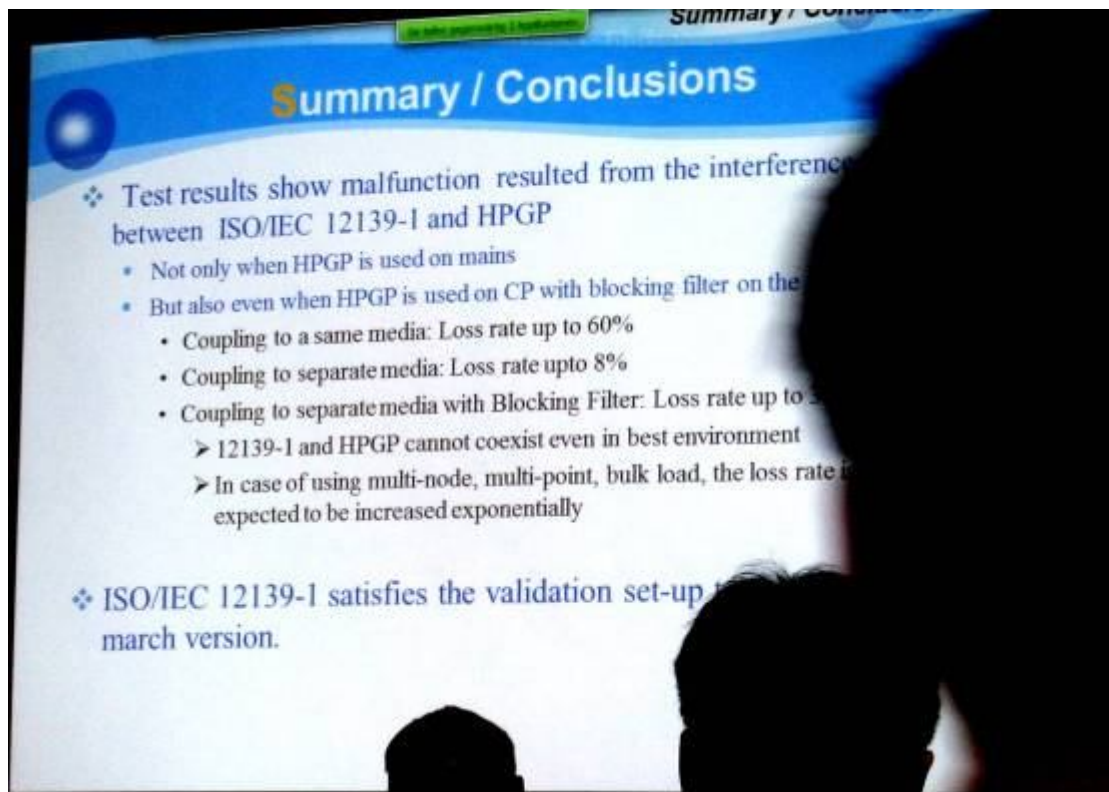 Summary /
Summary / Conclusions
Test results show malfunction resulted from the interference
between ISO/IEC 12139-1 and HPGP
Not only when HPGP is used on mains
But also even when HPGP is used on CP with blocking filter on the
Coupling to a same media: Loss rate up to 60%
Coupling to separate media: Loss rate upto 8%
Coupling to separate media with Blocking Filter: Loss rate up to
12139-1 and HPGP cannot coexist even in best environment
In case of using multi-node, multi-point, bulk load, the loss rate
expected to be increased exponentially
ISO/IEC 12139-1 satisfies the validation set-up
march version.